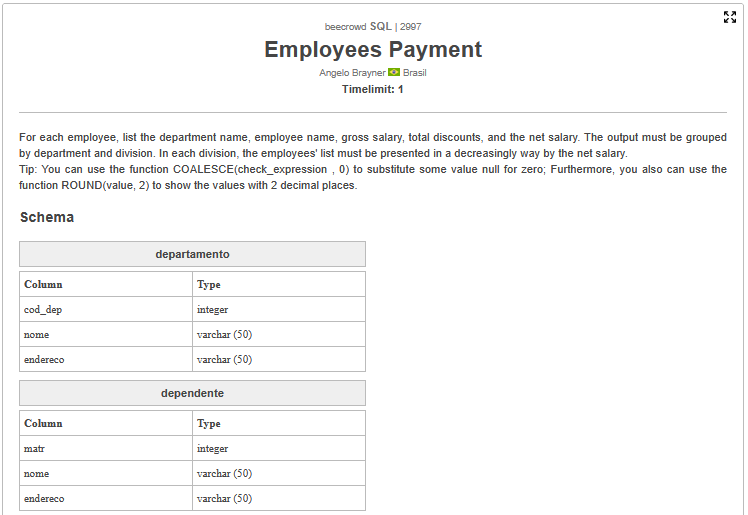 beecrowd SQL | 2997
Employees Payment
Angelo Brayner Brasil
Timelimit: 1
For each employee, list the department name, employee name, gross salary, total discounts, and the net salary. The output must be grouped
by department and division. In each division, the employees' list must be presented in a decreasingly way by the net salary.
Tip: You can use the function COALESCE(check_expression , 0) to substitute some value null for zero; Furthermore, you also can use the
function ROUND(value, 2) to show the values with 2 decimal places.
Schema
departamento
Column Type
cod_dep integer
nome varchar (50)
endereco varchar (50)
dependente
Column Type
matr integer
nome varchar (50)
endereco varchar (50)